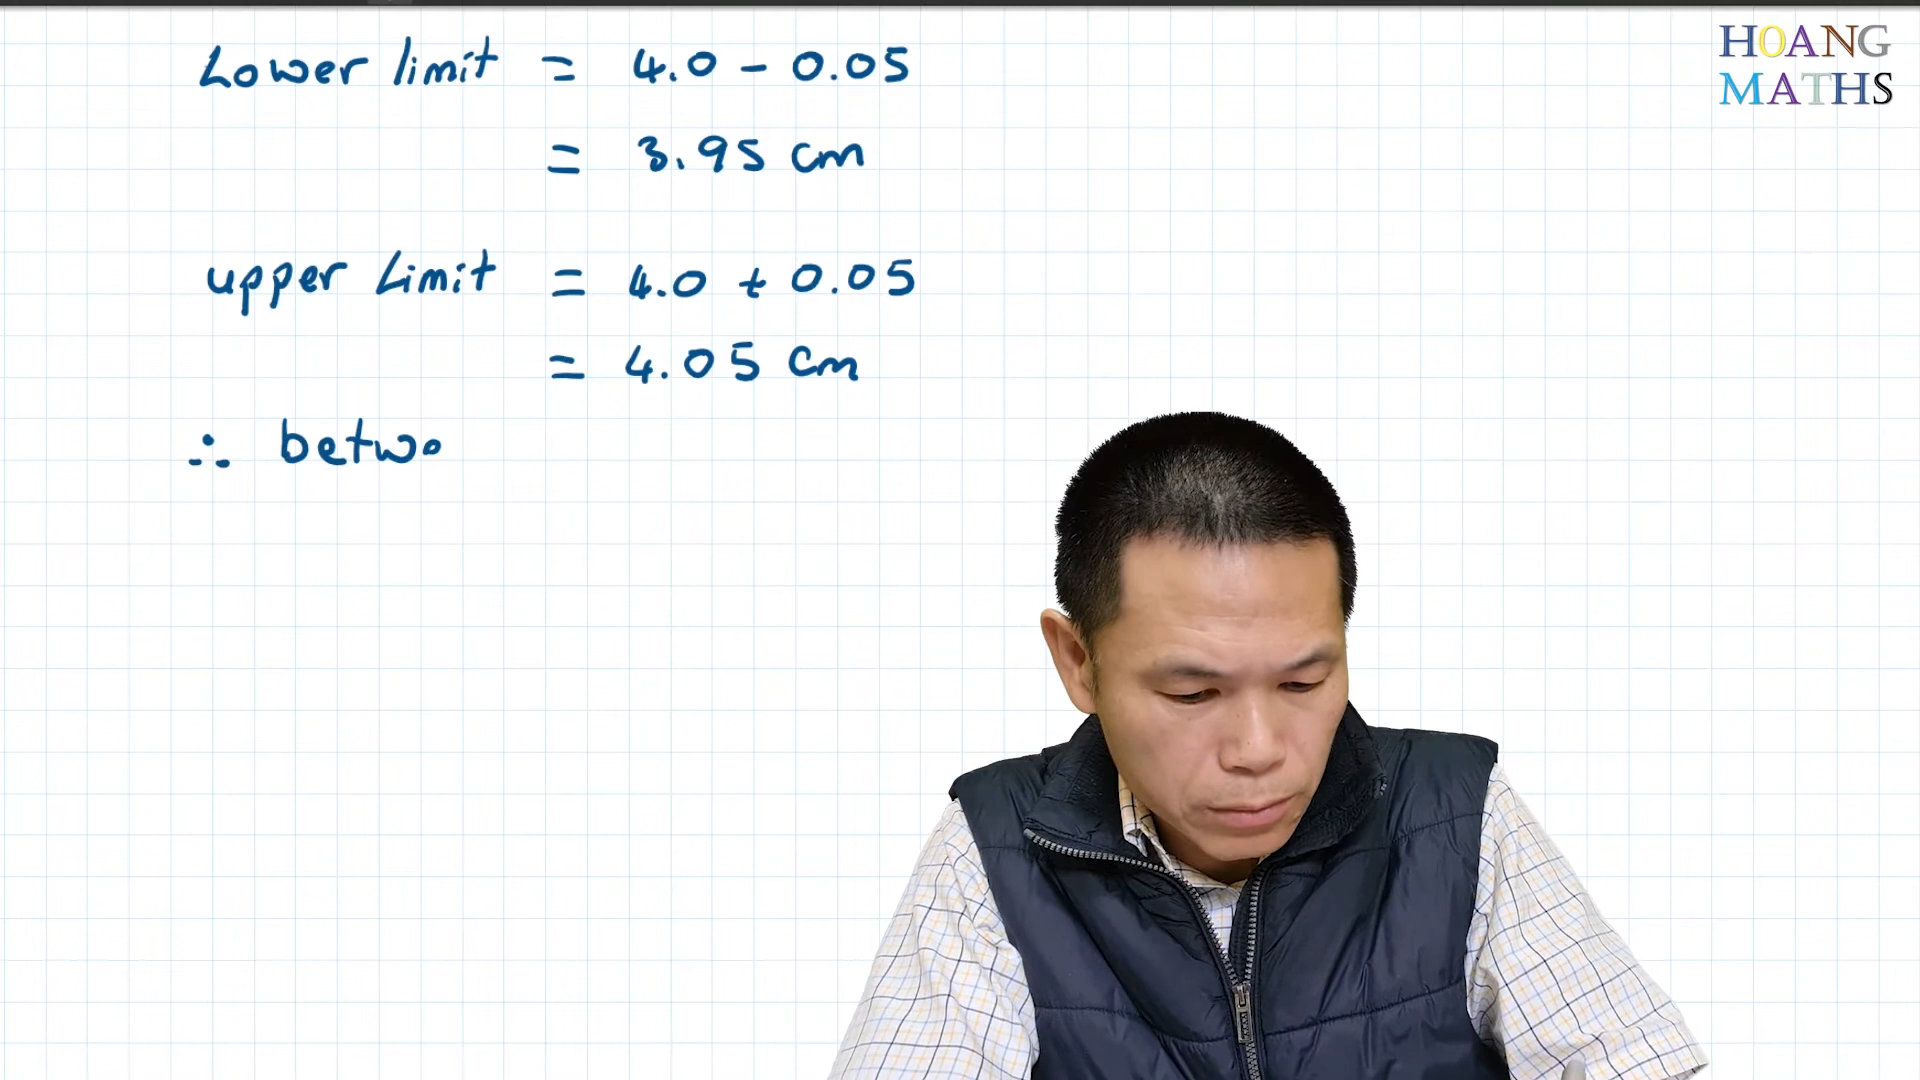 Lower limit = 4.0 - 0.05
= 3.95 cm
upper Limit = 4.0 + 0.05
= 4.05 cm
∴ betwo
HOANG
MATHS